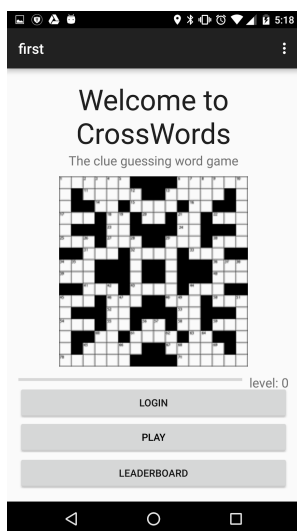 5:18
first
Welcome to
CrossWords
The clue guessing word game
level: 0
LOGIN
PLAY
LEADERBOARD